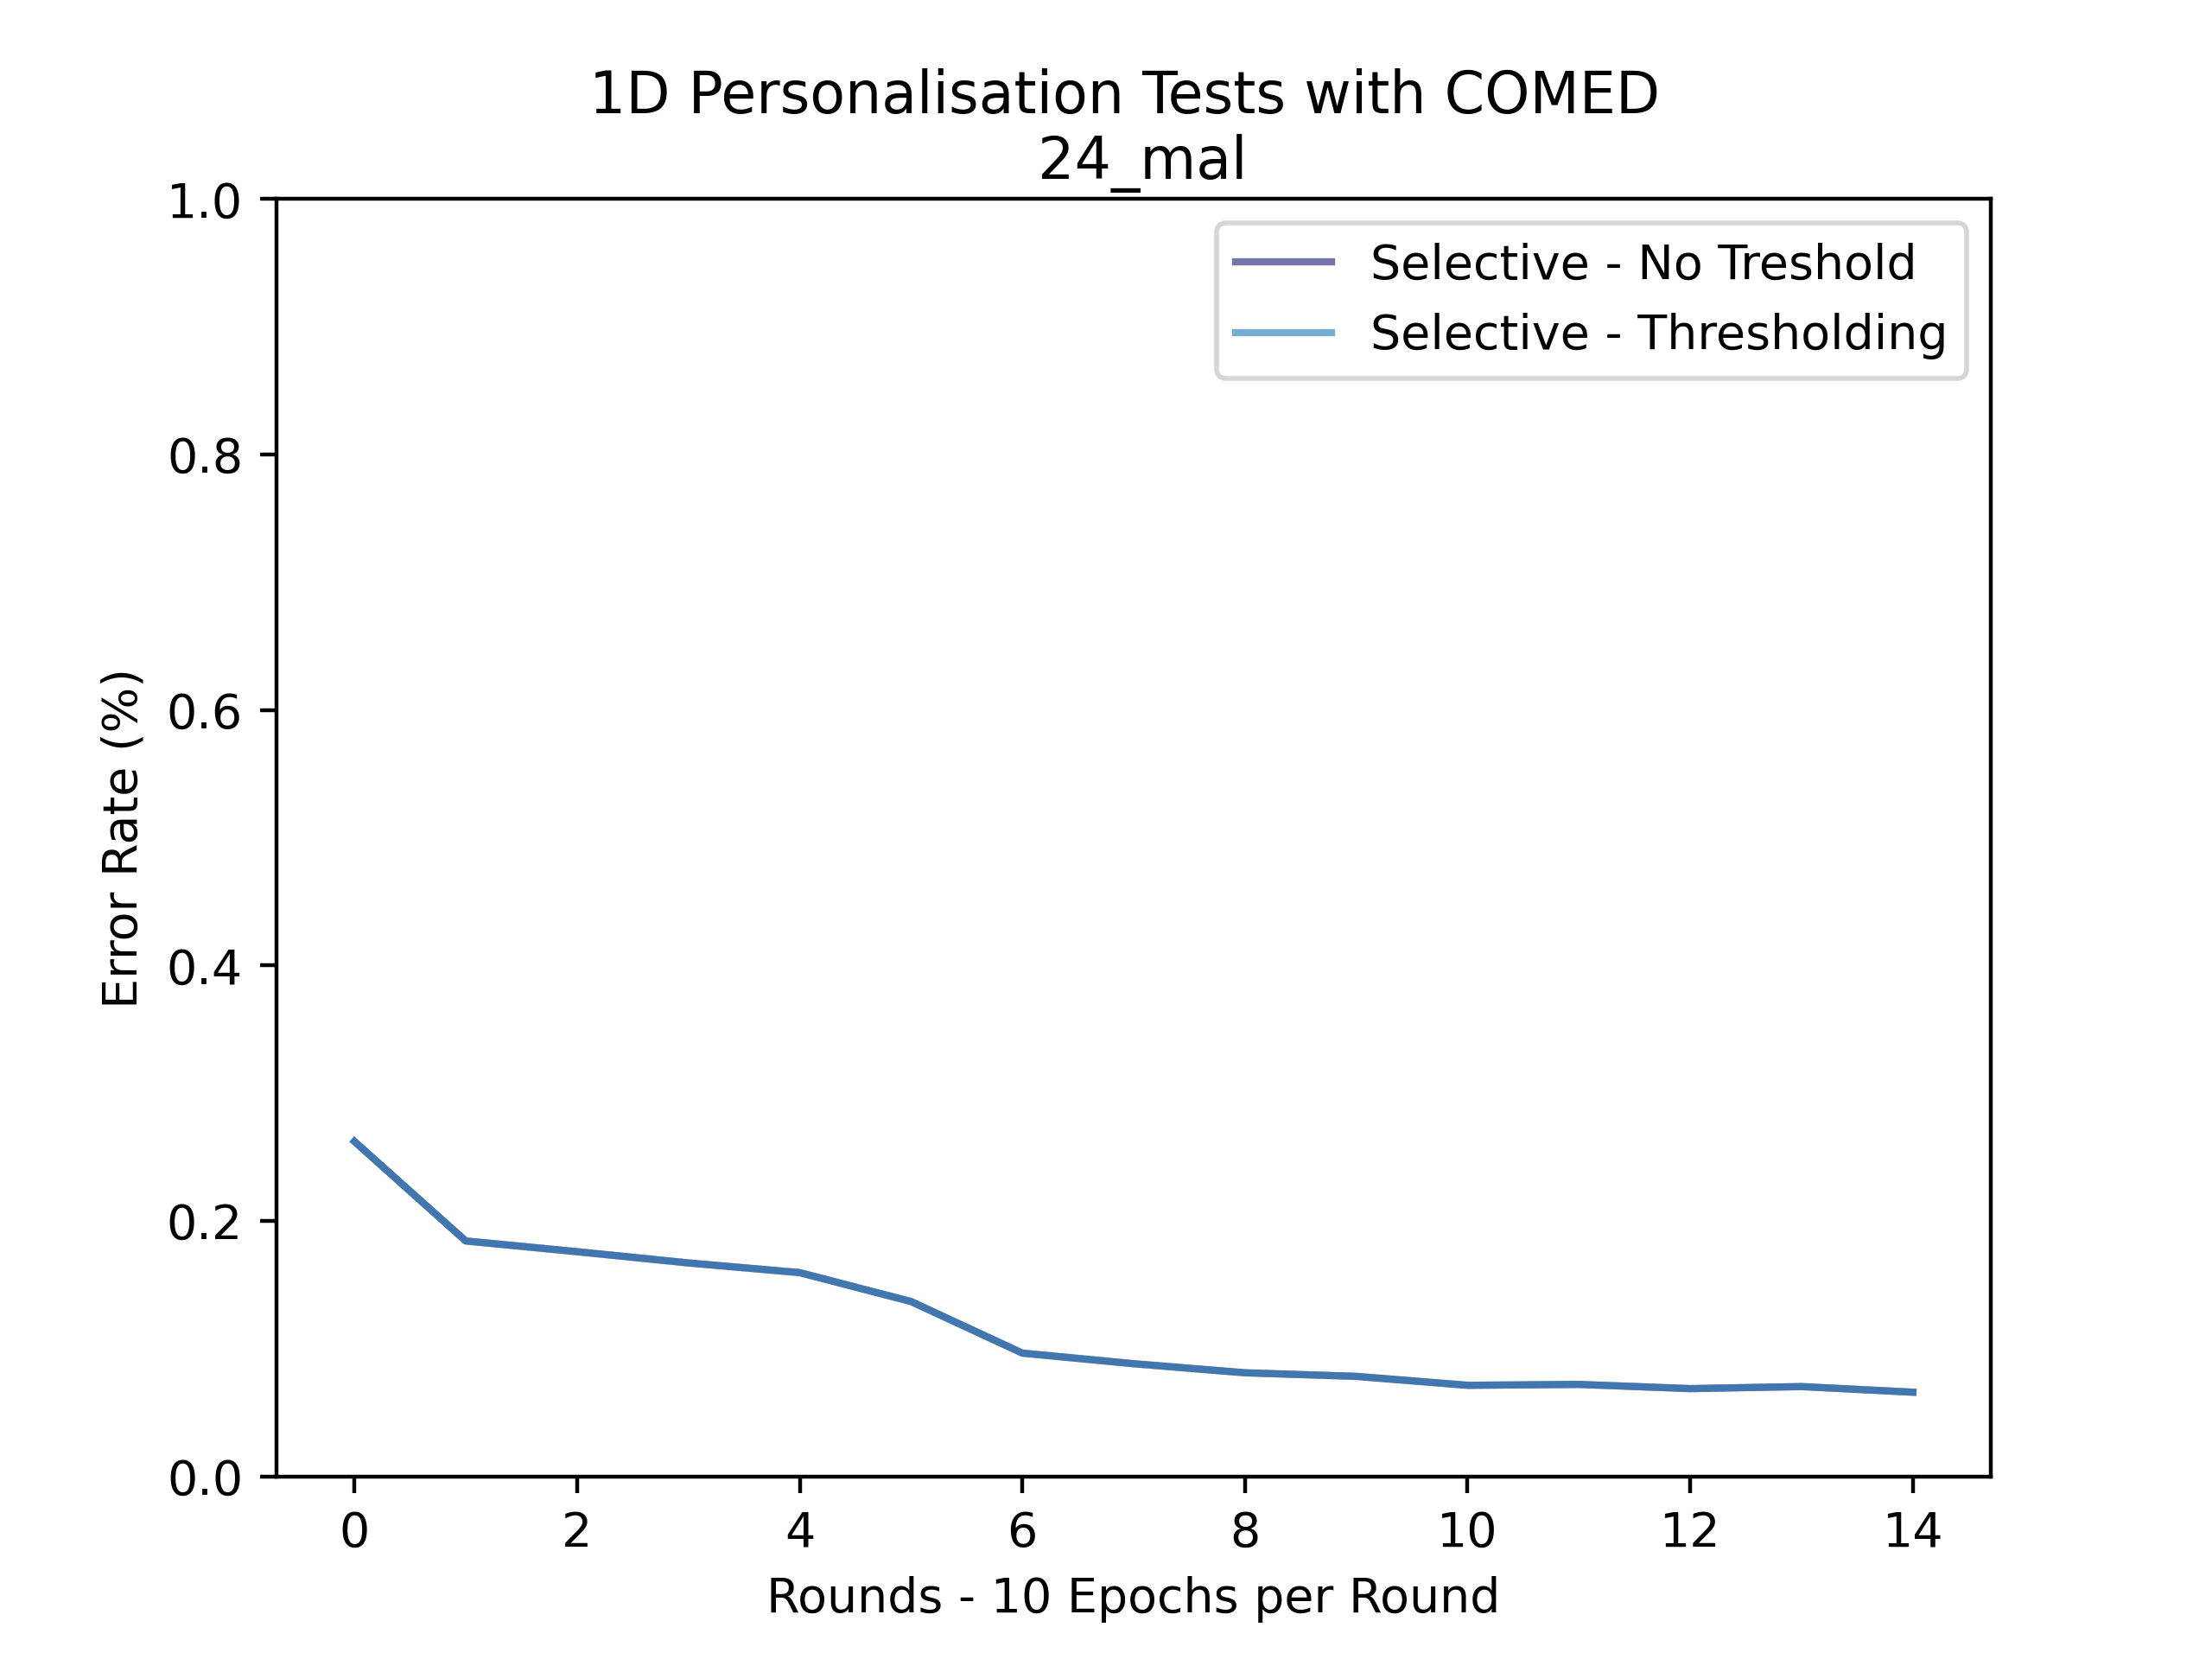 1D Personalisation Tests with COMED
24_mal
Selective - No Treshold
Selective - Thresholding
Error Rate (%)
1.0
0.8
0.6
0.4
0.2
0.0
0 2 4 6 8 10 12 14
Rounds - 10 Epochs per Round